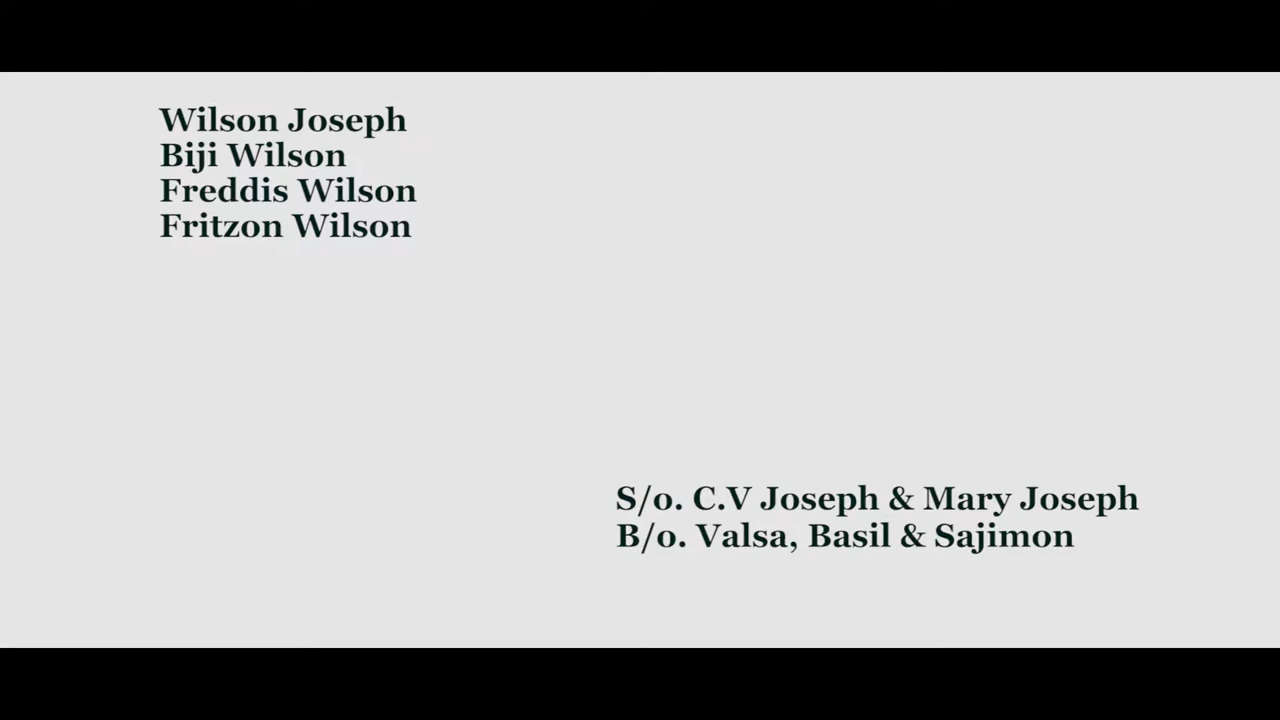 Wilson Joseph
Biji Wilson
Freddis Wilson
Fritzon Wilson
S/o. C.V Joseph & Mary Joseph
B/o. Valsa, Basil & Sajimon